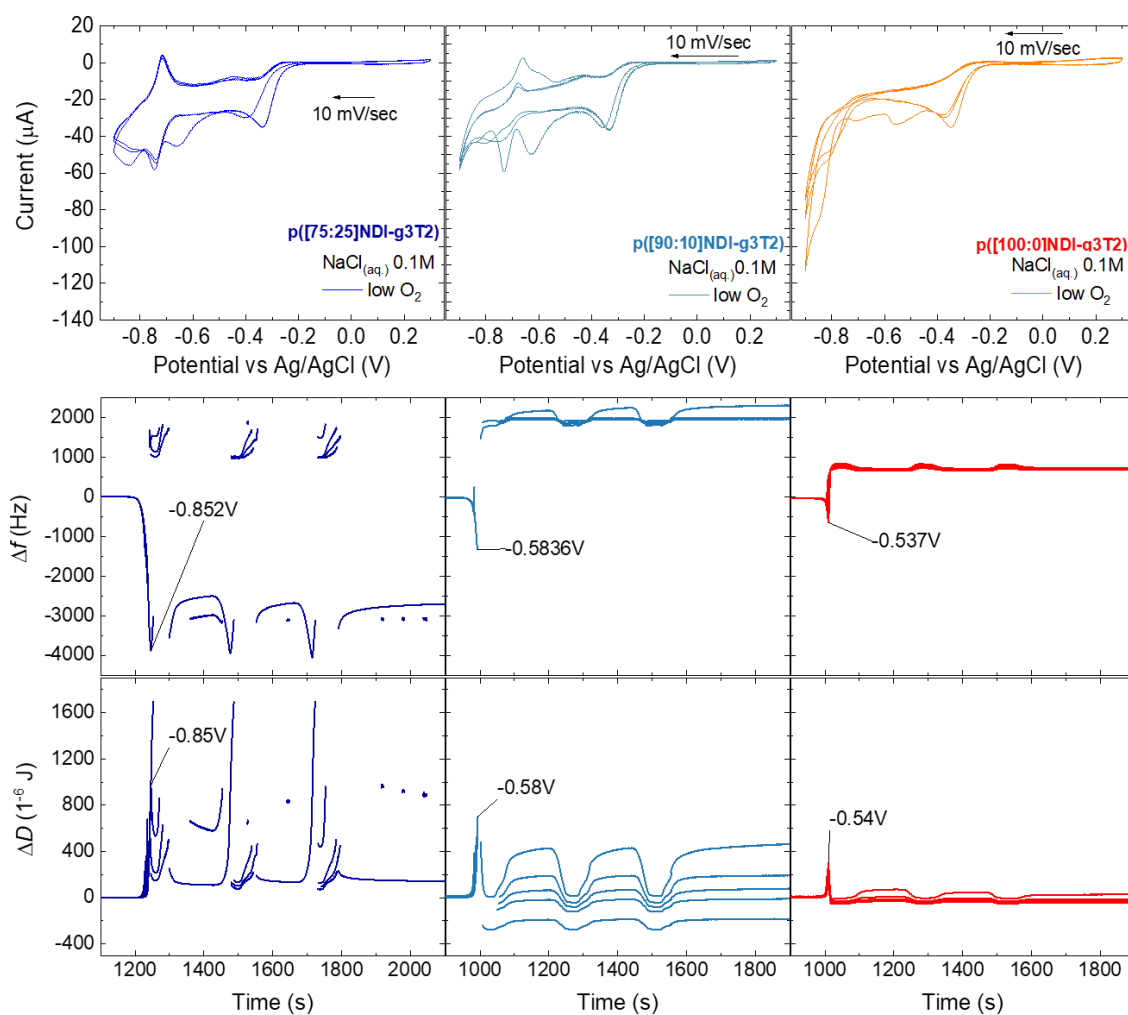 20
0
-20
-40
-60
-80
-100
-120
-140
Current (μA)
10 mV/sec
p([75:25]NDI-g3T2)
NaCl(aq.) 0.1M
low O2
10 mV/sec
p([90:10]NDI-g3T2)
NaCl(aq.) 0.1M
low O2
10 mV/sec
p([100:0]NDI-g3T2)
NaCl(aq.) 0.1M
low O2
-0.8 -0.6 -0.4 -0.2 0.0 0.2
-0.8 -0.6 -0.4 -0.2 0.0 0.2
-0.8 -0.6 -0.4 -0.2 0.0 0.2
Potential vs Ag/AgCl (V)
Potential vs Ag/AgCl (V)
Potential vs Ag/AgCl (V)
2000
1000
0
-1000
-2000
-3000
-4000
Δf (Hz)
-0.852V
-0.5836V
-0.537V
1600
1200
800
400
0
-400
ΔD (1-6 J)
-0.85V
-0.58V
-0.54V
1200 1400 1600 1800 2000
1000 1200 1400 1600 1800
1000 1200 1400 1600 1800
Time (s)
Time (s)
Time (s)